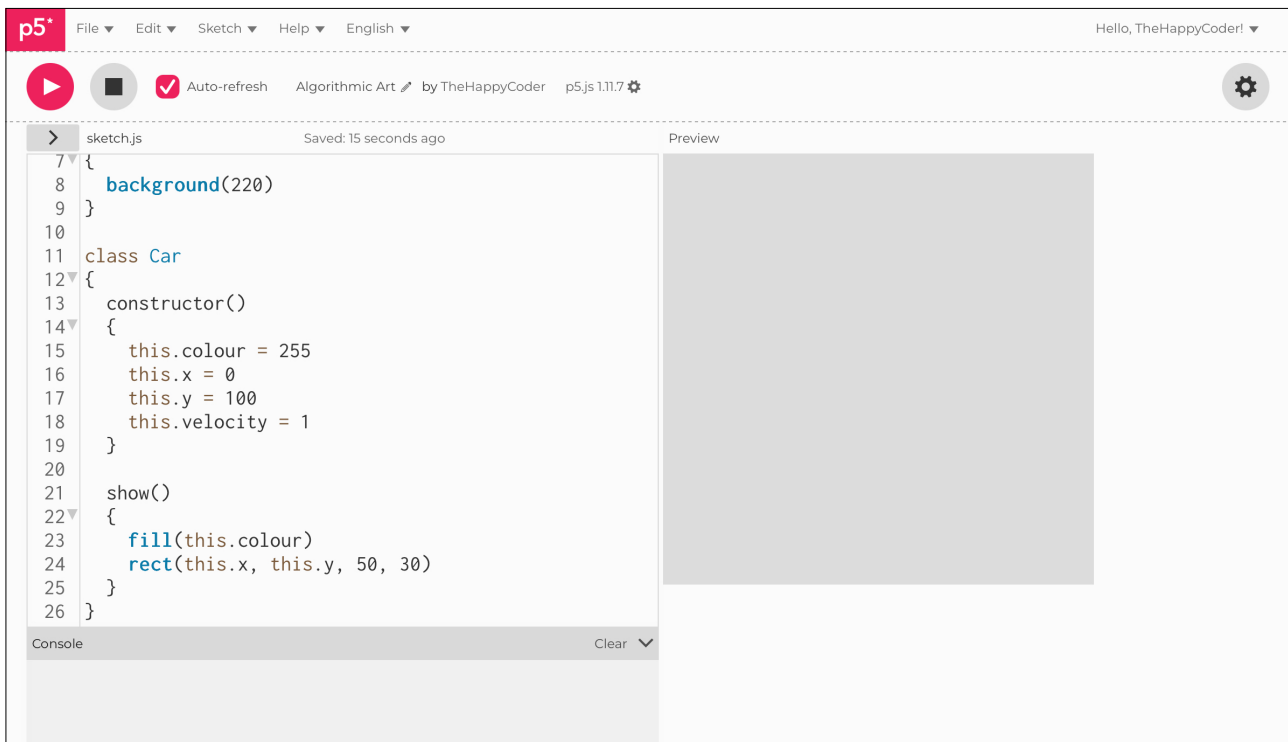 p5* File Edit Sketch Help English Hello, TheHappyCoder!
Auto-refresh Algorithmic Art by TheHappyCoder p5.js 1.11.7
> sketch.js Saved: 15 seconds ago Preview
7 {
8 background(220)
9 }
10
11 class Car
12 {
13 constructor()
14 {
15 this.colour = 255
16 this.x = 0
17 this.y = 100
18 this.velocity = 1
19 }
20
21 show()
22 {
23 fill(this.colour)
24 rect(this.x, this.y, 50, 30)
25 }
26 }
Console Clear